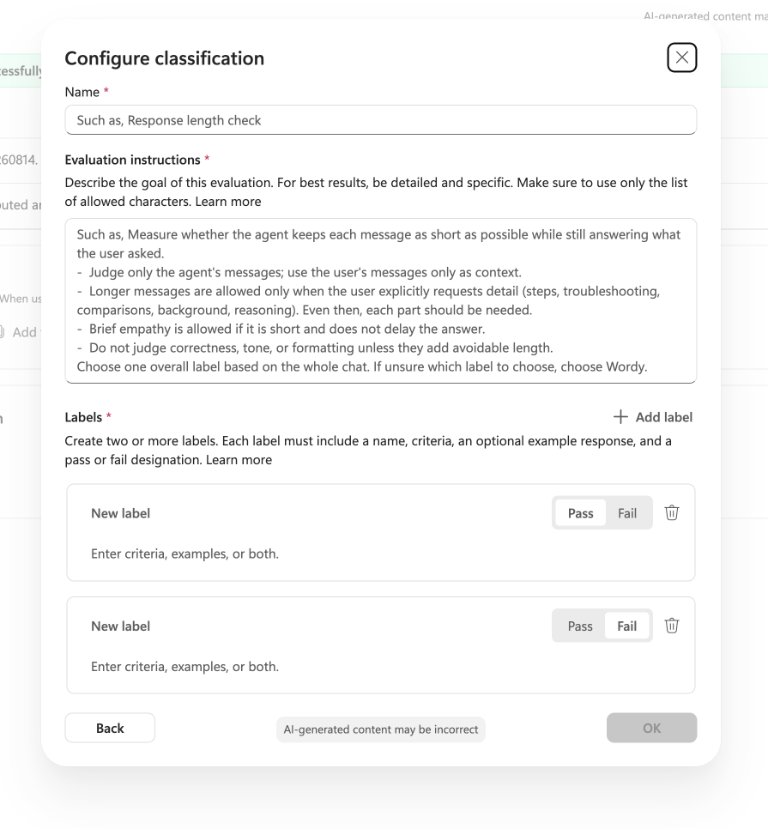 AI-generated content ma
Configure classification
essfully
Name *
Such as, Response length check
Evaluation instructions *
260814.
Describe the goal of this evaluation. For best results, be detailed and specific. Make sure to use only the list
of allowed characters. Learn more
outed a
Such as, Measure whether the agent keeps each message as short as possible while still answering what
the user asked.
- Judge only the agent's messages; use the user's messages only as context.
- Longer messages are allowed only when the user explicitly requests detail (steps, troubleshooting,
When us
comparisons, background, reasoning). Even then, each part should be needed.
- Brief empathy is allowed if it is short and does not delay the answer.
Add
- Do not judge correctness, tone, or formatting unless they add avoidable length.
Choose one overall label based on the whole chat. If unsure which label to choose, choose Wordy.
Labels *
Add label
Create two or more labels. Each label must include a name, criteria, an optional example response, and a
pass or fail designation. Learn more
New label
Pass
Fail
Enter criteria, examples, or both.
New label
Pass
Fail
Enter criteria, examples, or both.
Back
AI-generated content may be incorrect
OK